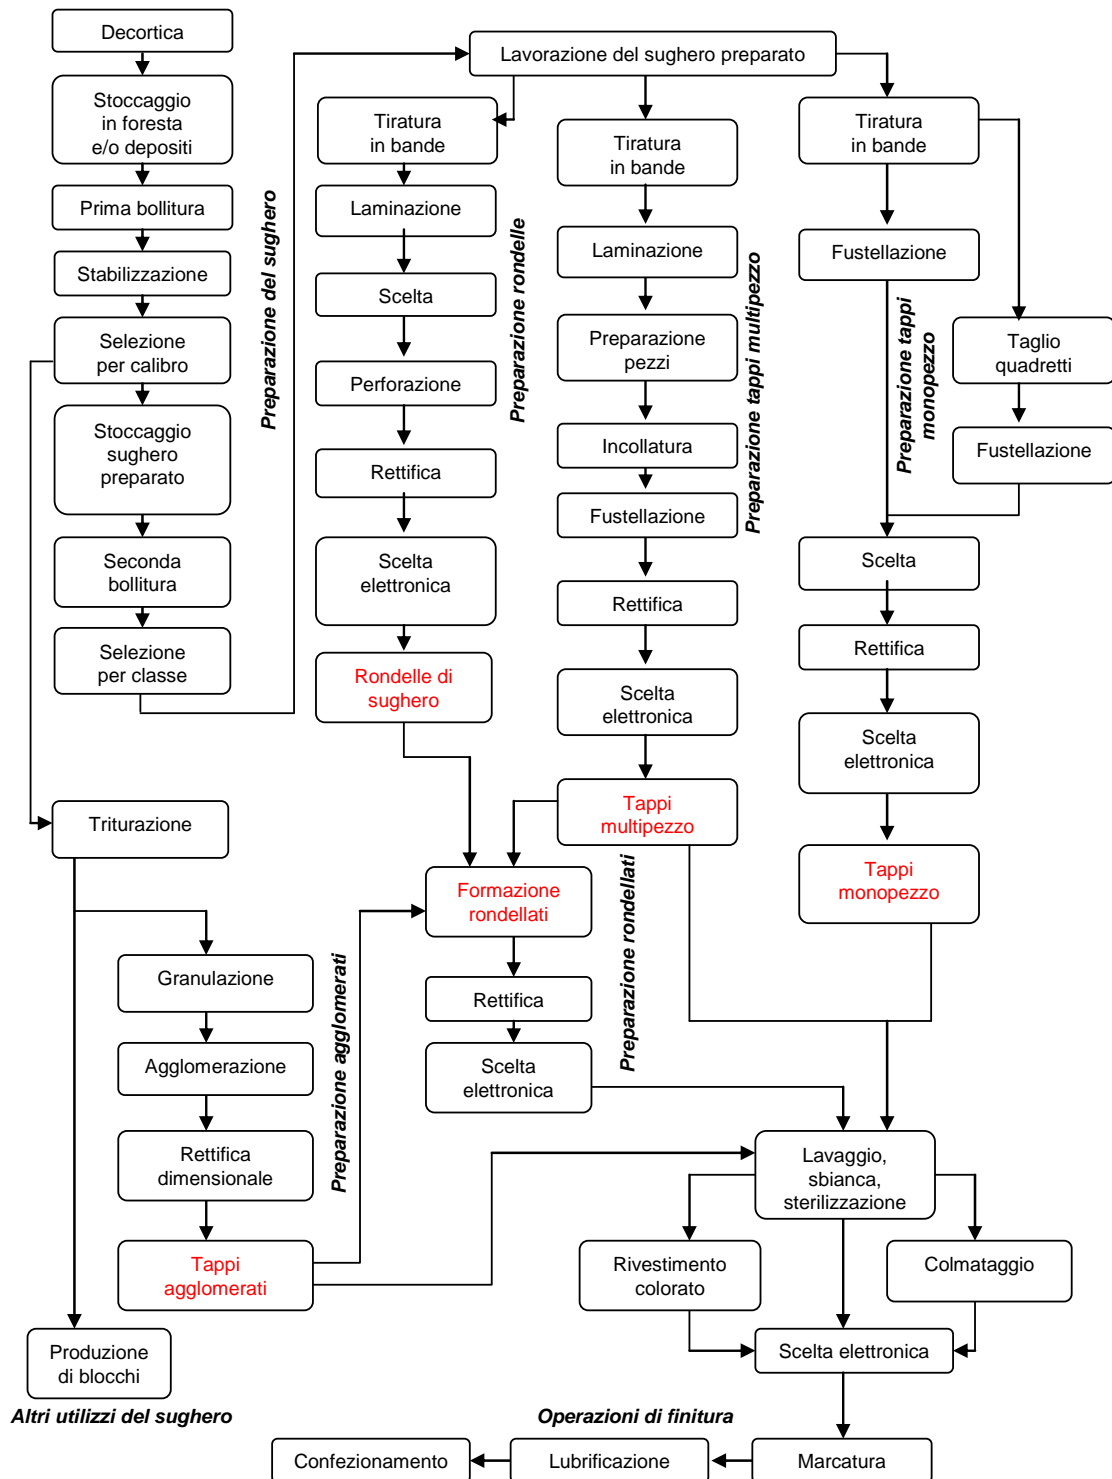 Decortica
Stoccaggio
in foresta
e/o depositi
Prima bollitura
Stabilizzazione
Selezione
per calibro
Stoccaggio
sughero
preparato
Seconda
bollitura
Selezione
per classe
Preparazione del sughero
Lavorazione del sughero preparato
Tiratura
in bande
Laminazione
Scelta
Perforazione
Rettifica
Scelta
elettronica
Rondelle di
sughero
Preparazione rondelle
Tiratura
in bande
Laminazione
Preparazione
pezzi
Incollatura
Fustellazione
Rettifica
Scelta
elettronica
Tappi
multipezzo
Preparazione tappi multipezzo
Tiratura
in bande
Fustellazione
Taglio
quadretti
Fustellazione
Preparazione tappi
monopezzo
Scelta
Rettifica
Scelta
elettronica
Tappi
monopezzo
Triturazione
Granulazione
Agglomerazione
Rettifica
dimensionale
Tappi
agglomerati
Preparazione agglomerati
Formazione
rondellati
Rettifica
Scelta
elettronica
Preparazione rondellati
Produzione
di blocchi
Altri utilizzi del sughero
Lavaggio,
sbianca,
sterilizzazione
Rivestimento
colorato
Colmataggio
Scelta elettronica
Operazioni di finitura
Marcatura
Lubrificazione
Confezionamento